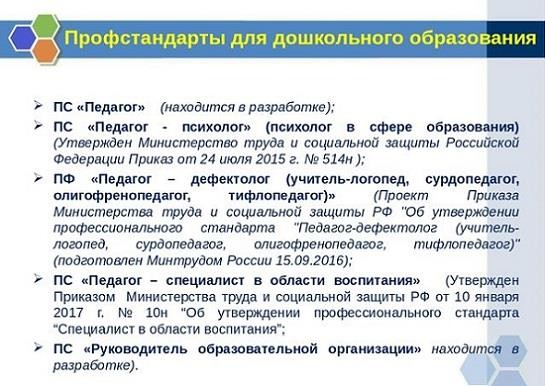 Профстандарты для дошкольного образования
ПС «Педагог» (находится в разработке);
ПС «Педагог - психолог» (психолог в сфере образования)
(Утвержден Министерство труда и социальной защиты Российской
Федерации Приказ от 24 июля 2015 г. № 514н );
ПФ «Педагог – дефектолог (учитель-логопед, сурдопедагог,
олигофренопедагог, тифлопедагог)» (Проект Приказа
Министерства труда и социальной защиты РФ "Об утверждении
профессионального стандарта "Педагог-дефектолог (учитель-
логопед, сурдопедагог, олигофренопедагог, тифлопедагог)"
(подготовлен Минтрудом России 15.09.2016);
ПС «Педагог – специалист в области воспитания» (Утвержден
Приказом Министерства труда и социальной защиты РФ от 10 января
2017 г. № 10н “Об утверждении профессионального стандарта
“Специалист в области воспитания”;
ПС «Руководитель образовательной организации» находится в
разработке).